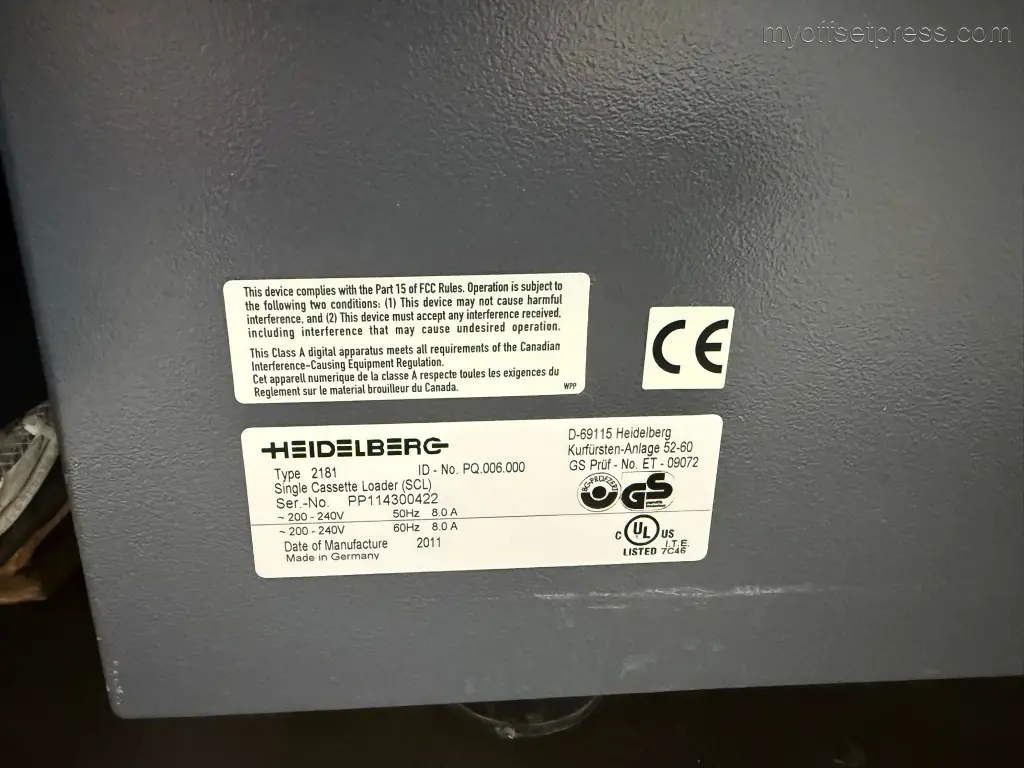 myoffsetpress.com
This device complies with the Part 15 of FCC Rules. Operation is subject to
the following two conditions: (1) This device may not cause harmful
interference, and (2) This device must accept any interference received,
including interference that may cause undesired operation.
This Class A digital apparatus meets all requirements of the Canadian
Interference-Causing Equipment Regulation.
Cet appareil numerique de la classe A respecte toutes les exigences du
Reglement sur le material brouilleur du Canada.
WPP
CE
HEIDELBERG
Type 2181 ID - No. PQ.006.000
Single Cassette Loader (SCL)
Ser.-No. PP114300422
~ 200 - 240V 50Hz 8.0 A
~ 200 - 240V 60Hz 8.0 A
Date of Manufacture 2011
Made in Germany
D-69115 Heidelberg
Kurfürsten-Anlage 52-60
GS Prüf - No. ET - 09072
BG-PRÜFZERT
GS
C UL US
LISTED I.T.E.
7C46